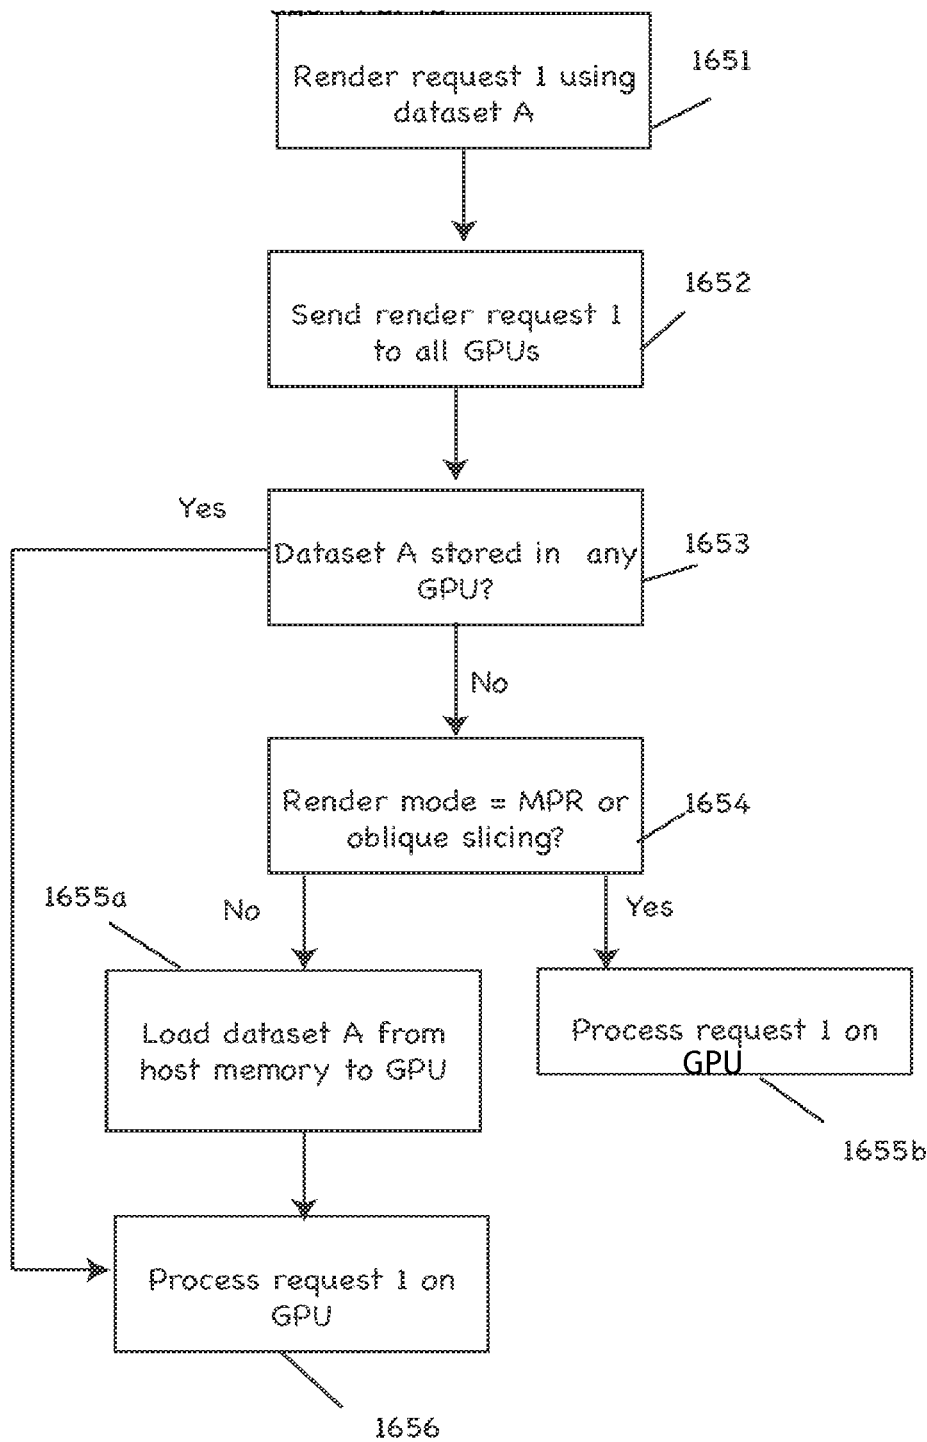 Render request 1 using
dataset A
1651
Send render request 1
to all GPUs
1652
Yes
Dataset A stored in any
GPU?
1653
No
Render mode = MPR or
oblique slicing?
1654
1655a
No
Yes
Load dataset A from
host memory to GPU
Process request 1 on
GPU
1655b
Process request 1 on
GPU
1656